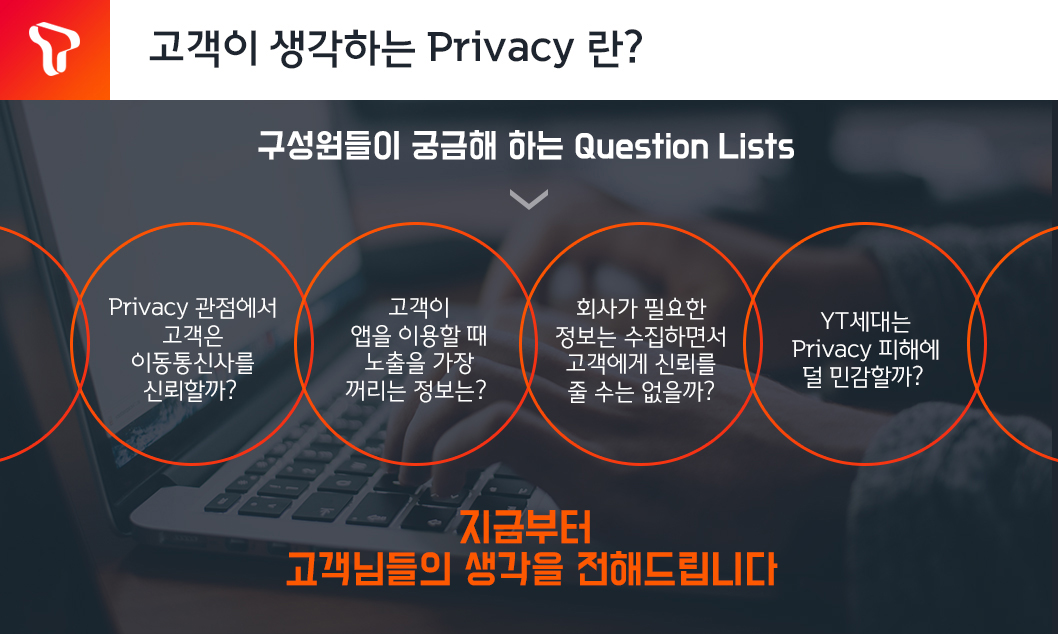 고객이 생각하는 Privacy 란?
구성원들이 궁금해 하는 Question Lists
Privacy 관점에서
고객은
이동통신사를
신뢰할까?
고객이
앱을 이용할 때
노출을 가장
꺼리는 정보는?
회사가 필요한
정보는 수집하면서
고객에게 신뢰를
줄 수는 없을까?
YT세대는
Privacy 피해에
덜 민감할까?
지금부터
고객님들의 생각을 전해드립니다